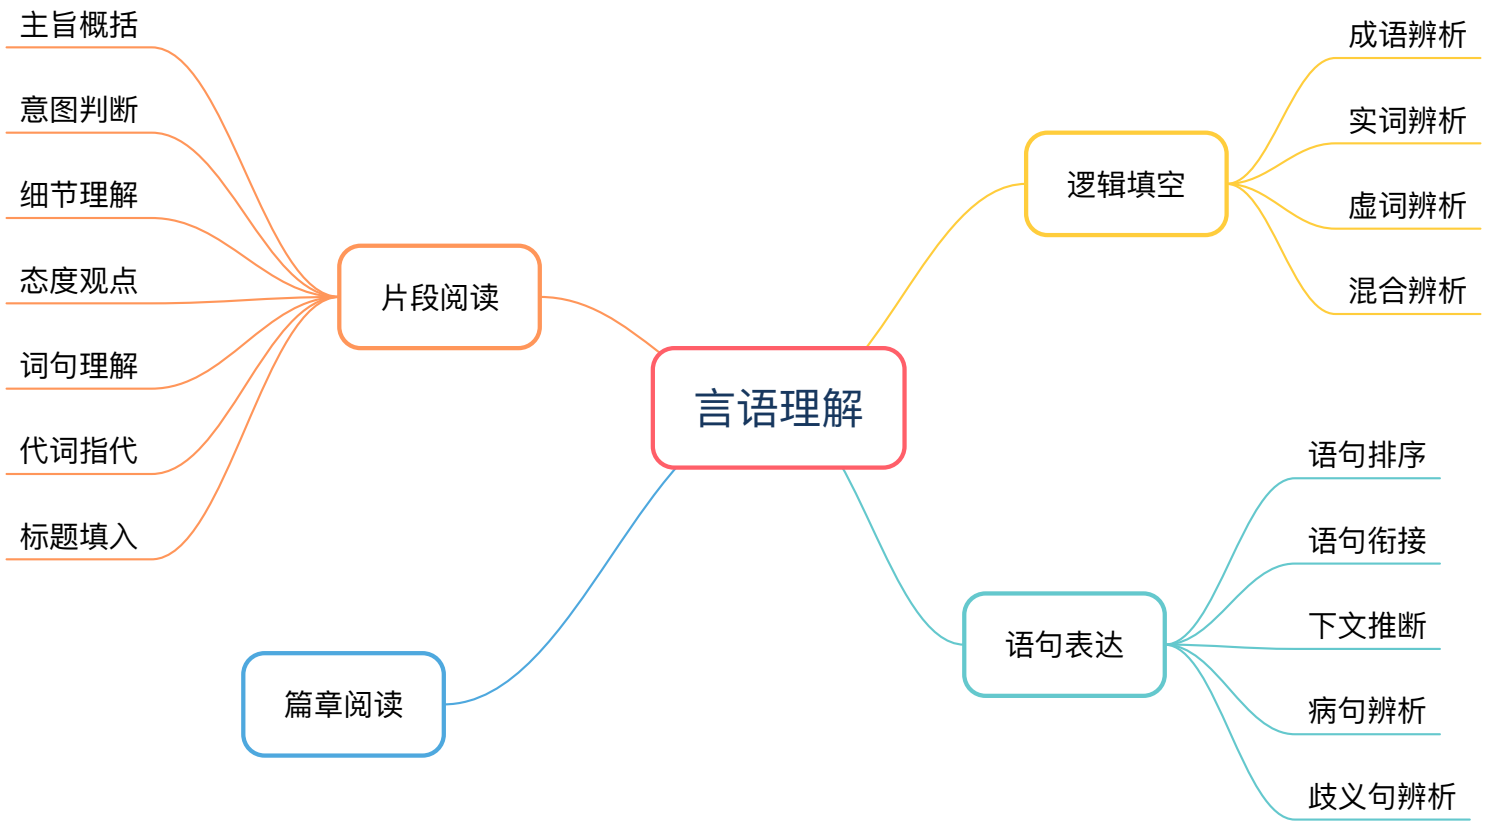 言语理解
逻辑填空
成语辨析
实词辨析
虚词辨析
混合辨析
片段阅读
主旨概括
意图判断
细节理解
态度观点
词句理解
代词指代
标题填入
语句表达
语句排序
语句衔接
下文推断
病句辨析
歧义句辨析
篇章阅读